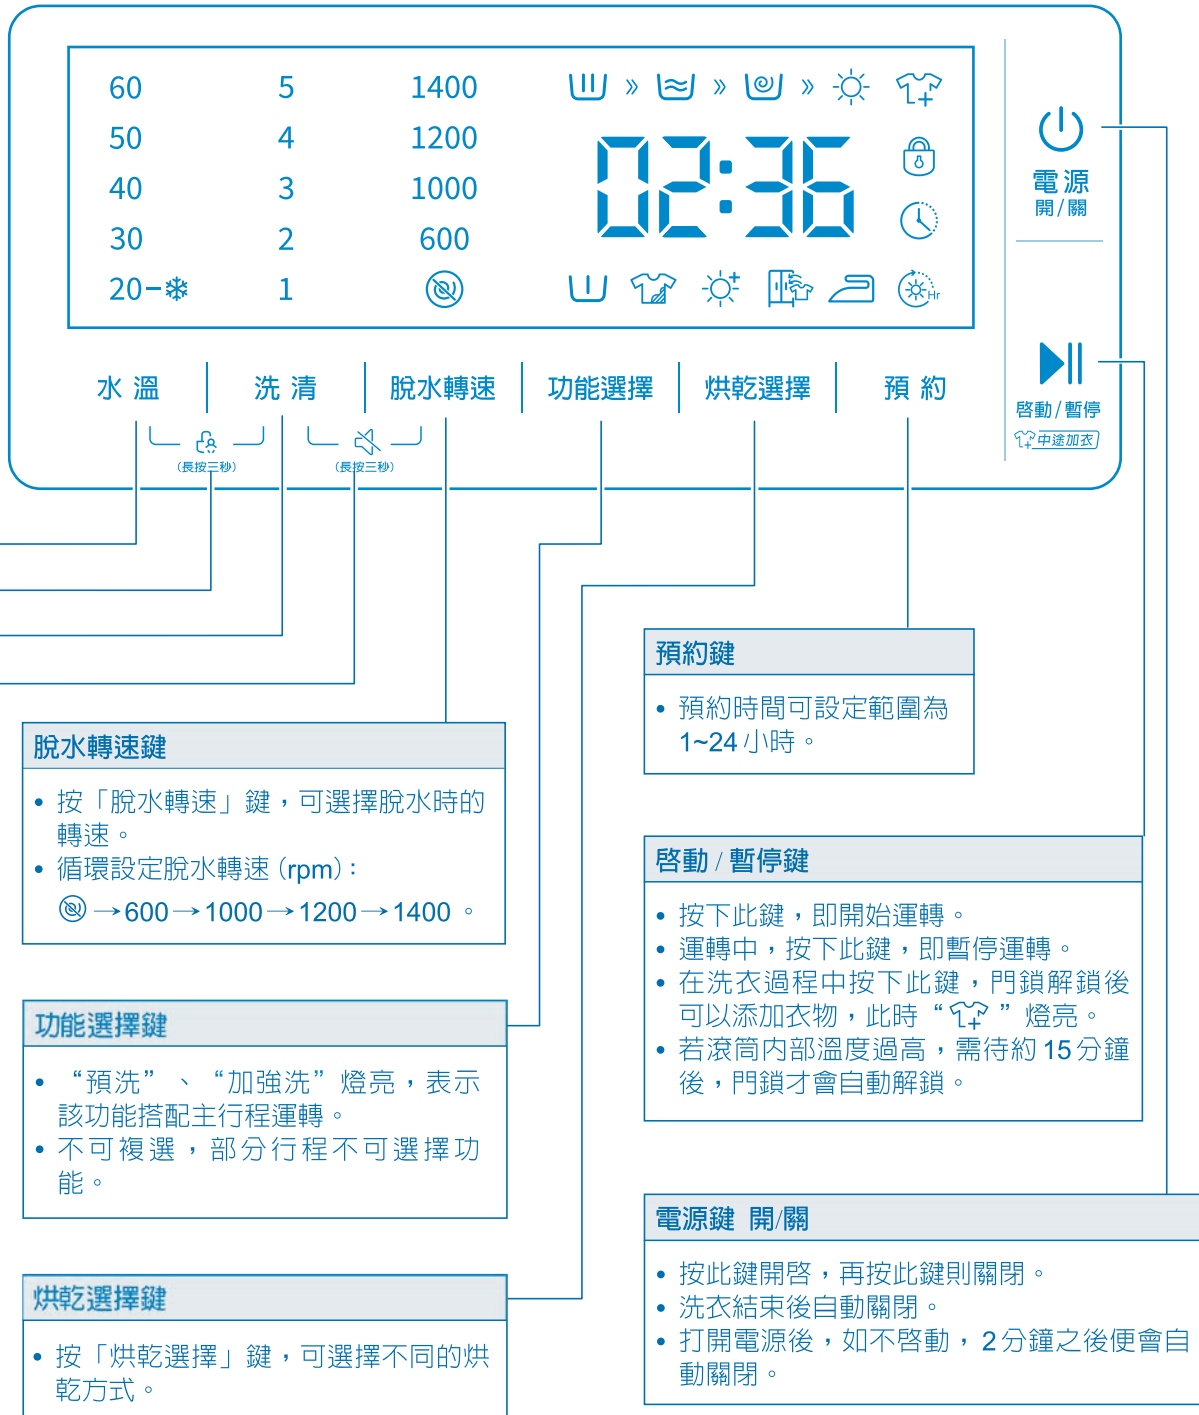 60 5 1400
50 4 1200
40 3 1000
30 2 600
20 1
02:36
Hr
電源
開/關
啓動/暫停
中途加衣
水溫 洗清 脫水轉速 功能選擇 烘乾選擇 預約
(長按三秒) (長按三秒)
預約鍵
• 預約時間可設定範圍為
1~24 小時。
脫水轉速鍵
• 按「脫水轉速」鍵，可選擇脫水時的
轉速。
• 循環設定脫水轉速 (rpm)：
→600→1000→1200→1400 。
啓動 / 暫停鍵
• 按下此鍵，即開始運轉。
• 運轉中，按下此鍵，即暫停運轉。
• 在洗衣過程中按下此鍵，門鎖解鎖後
可以添加衣物，此時“ ”燈亮。
• 若滾筒內部溫度過高，需待約 15 分鐘
後，門鎖才會自動解鎖。
功能選擇鍵
• “預洗”、“加強洗”燈亮，表示
該功能搭配主行程運轉。
• 不可複選，部分行程不可選擇功
能。
電源鍵 開/關
• 按此鍵開啓，再按此鍵則關閉。
• 洗衣結束後自動關閉。
• 打開電源後，如不啓動，2 分鐘之後便會自
動關閉。
烘乾選擇鍵
• 按「烘乾選擇」鍵，可選擇不同的烘
乾方式。